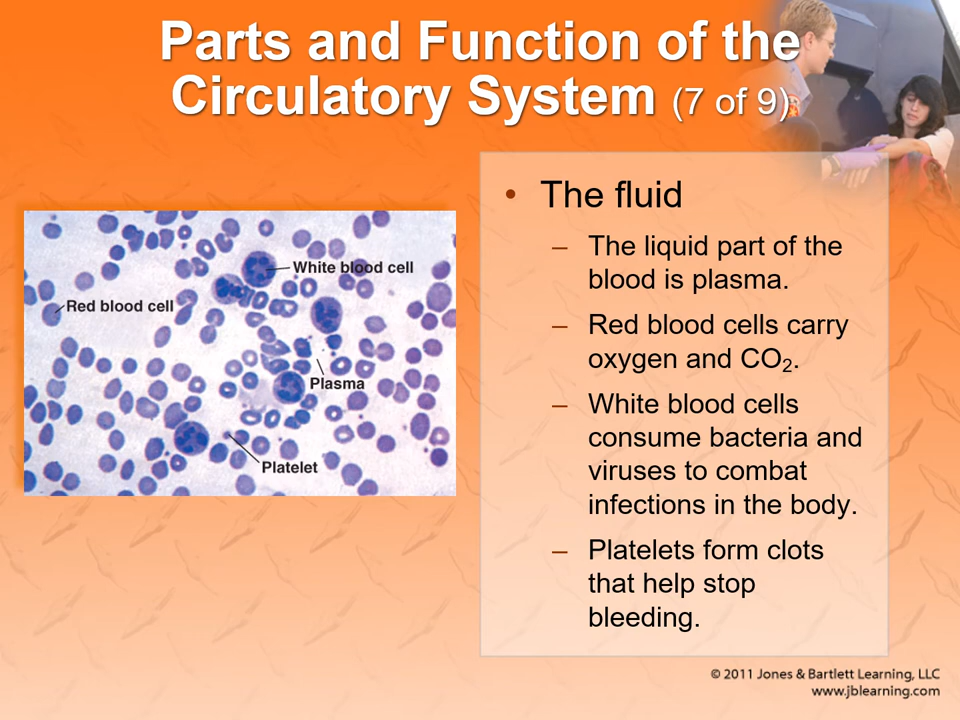 Parts and Function of the
Circulatory System (7 of 9)
White blood cell
Red blood cell
Plasma
Platelet
• The fluid
– The liquid part of the
blood is plasma.
– Red blood cells carry
oxygen and CO₂.
– White blood cells
consume bacteria and
viruses to combat
infections in the body.
– Platelets form clots
that help stop
bleeding.
© 2011 Jones & Bartlett Learning, LLC
www.jblearning.com